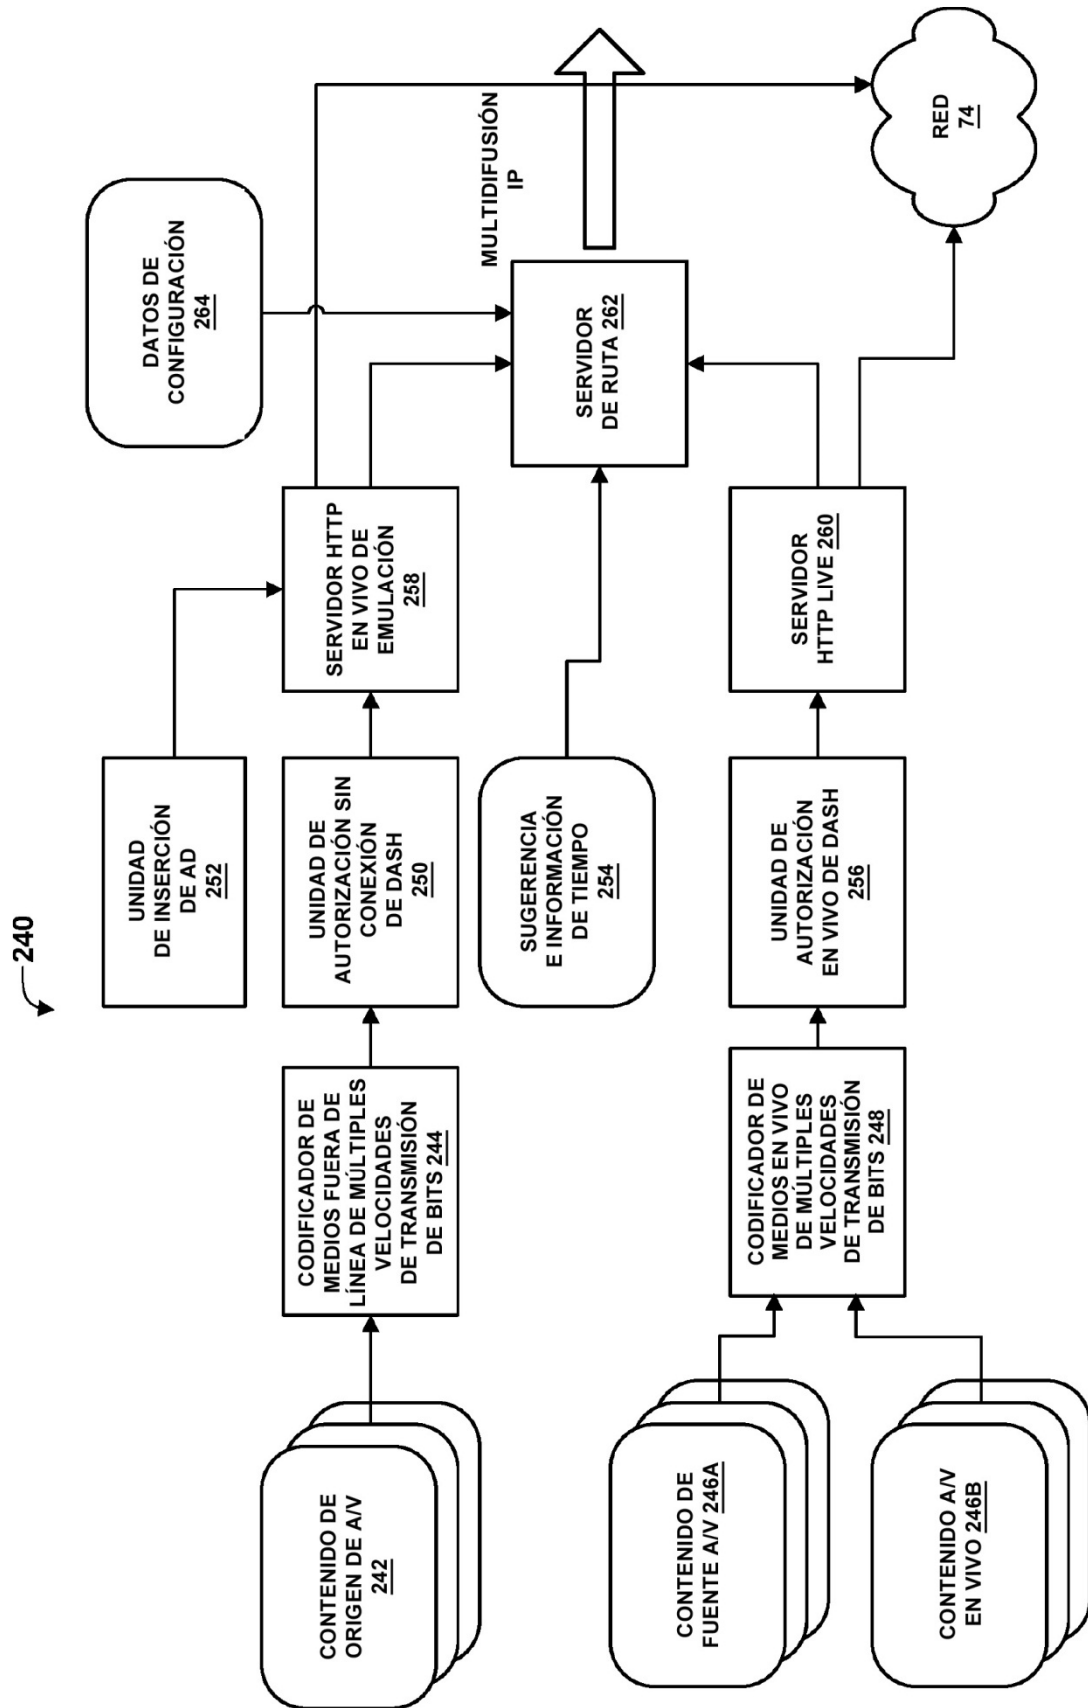 240
CONTENIDO DE
ORIGEN DE A/V
242
CODIFICADOR DE
MEDIOS FUERA DE
LÍNEA DE MÚLTIPLES
VELOCIDADES
DE TRANSMISIÓN
DE BITS 244
UNIDAD
DE INSERCIÓN
DE AD
252
UNIDAD DE
AUTORIZACIÓN SIN
CONEXIÓN
DE DASH
250
SERVIDOR HTTP
EN VIVO DE
EMULACIÓN
258
DATOS DE
CONFIGURACIÓN
264
SUGERENCIA
E INFORMACIÓN
DE TIEMPO
254
SERVIDOR
DE RUTA 262
MULTIDIFUSIÓN
IP
CONTENIDO DE
FUENTE A/V 246A
CONTENIDO A/V
EN VIVO 246B
CODIFICADOR DE
MEDIOS EN VIVO
DE MÚLTIPLES
VELOCIDADES
DE TRANSMISIÓN
DE BITS 248
UNIDAD DE
AUTORIZACIÓN
EN VIVO DE DASH
256
SERVIDOR
HTTP LIVE 260
RED
74